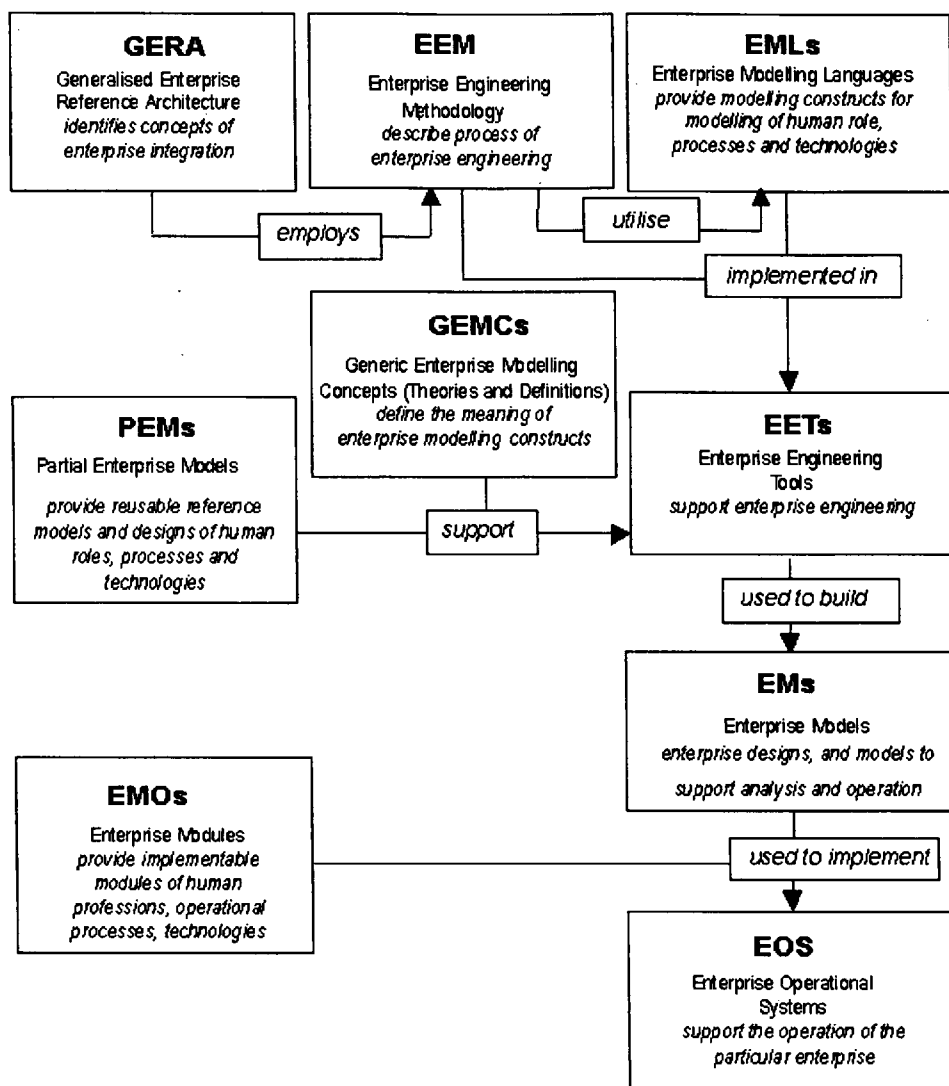 GERA
Generalised Enterprise
Reference Architecture
identifies concepts of
enterprise integration
EEM
Enterprise Engineering
Methodology
describe process of
enterprise engineering
EMLs
Enterprise Modelling Languages
provide modelling constructs for
modelling of human role,
processes and technologies
employs
utilise
implemented in
GEMCs
Generic Enterprise Modelling
Concepts (Theories and Definitions)
define the meaning of
enterprise modelling constructs
PEMs
Partial Enterprise Models
provide reusable reference
models and designs of human
roles, processes and
technologies
EETs
Enterprise Engineering
Tools
support enterprise engineering
support
used to build
EMs
Enterprise Models
enterprise designs, and models to
support analysis and operation
EMOs
Enterprise Modules
provide implementable
modules of human
professions, operational
processes, technologies
used to implement
EOS
Enterprise Operational
Systems
support the operation of the
particular enterprise